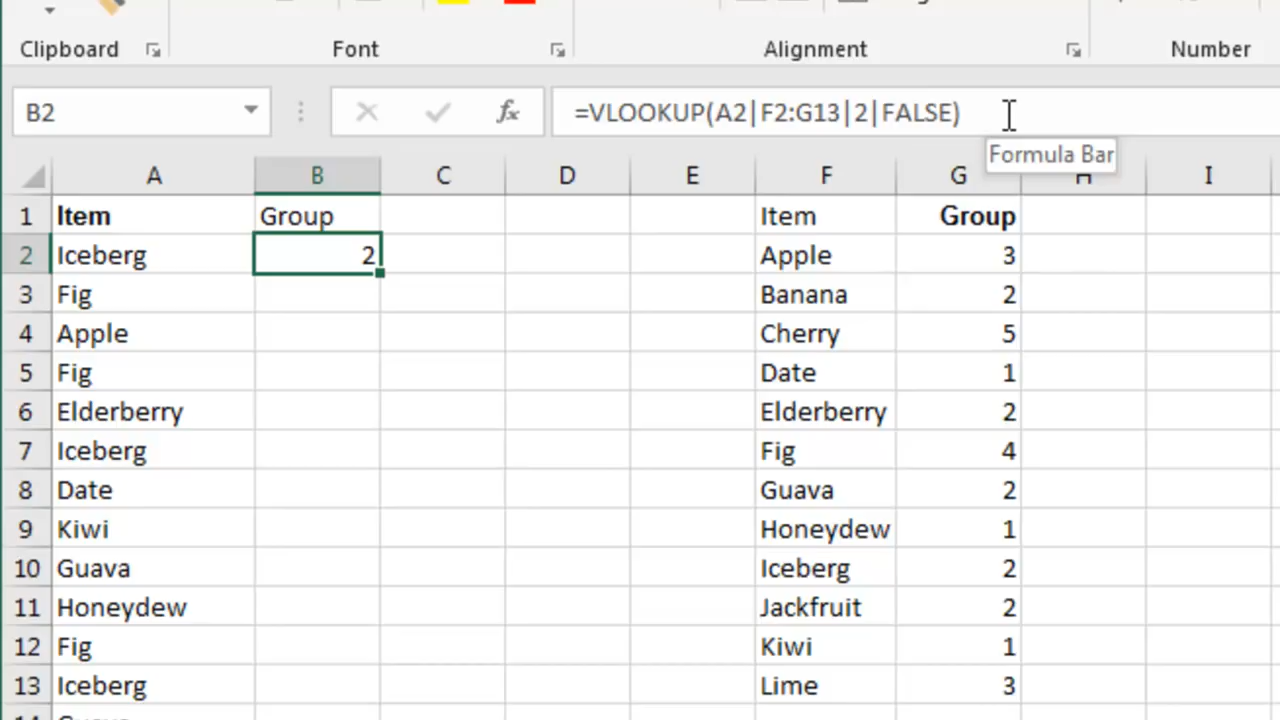 Clipboard Font Alignment Number
B2 fx =VLOOKUP(A2|F2:G13|2|FALSE)
Formula Bar
A B C D E F G H I
1 Item Group Item Group
2 Iceberg 2 Apple 3
3 Fig Banana 2
4 Apple Cherry 5
5 Fig Date 1
6 Elderberry Elderberry 2
7 Iceberg Fig 4
8 Date Guava 2
9 Kiwi Honeydew 1
10 Guava Iceberg 2
11 Honeydew Jackfruit 2
12 Fig Kiwi 1
13 Iceberg Lime 3